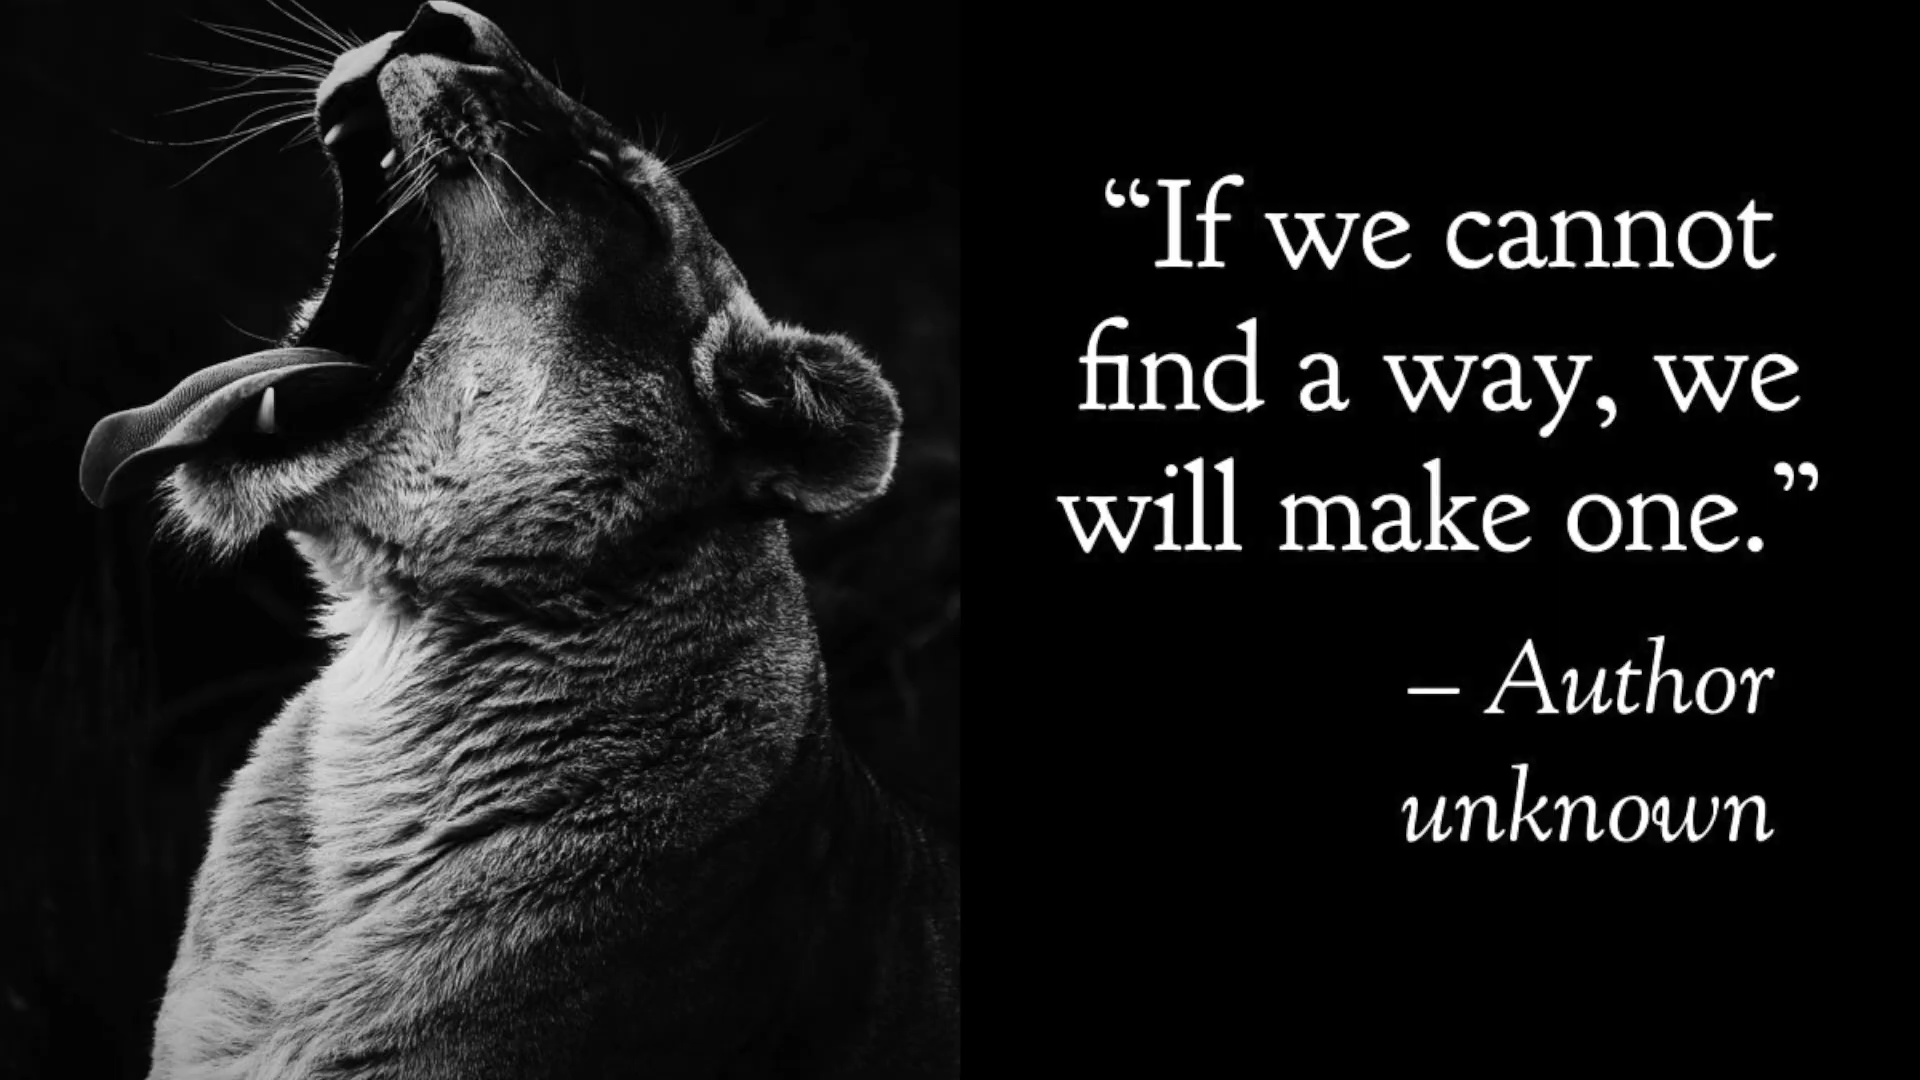 “If we cannot
find a way, we
will make one.”
– Author
unknown